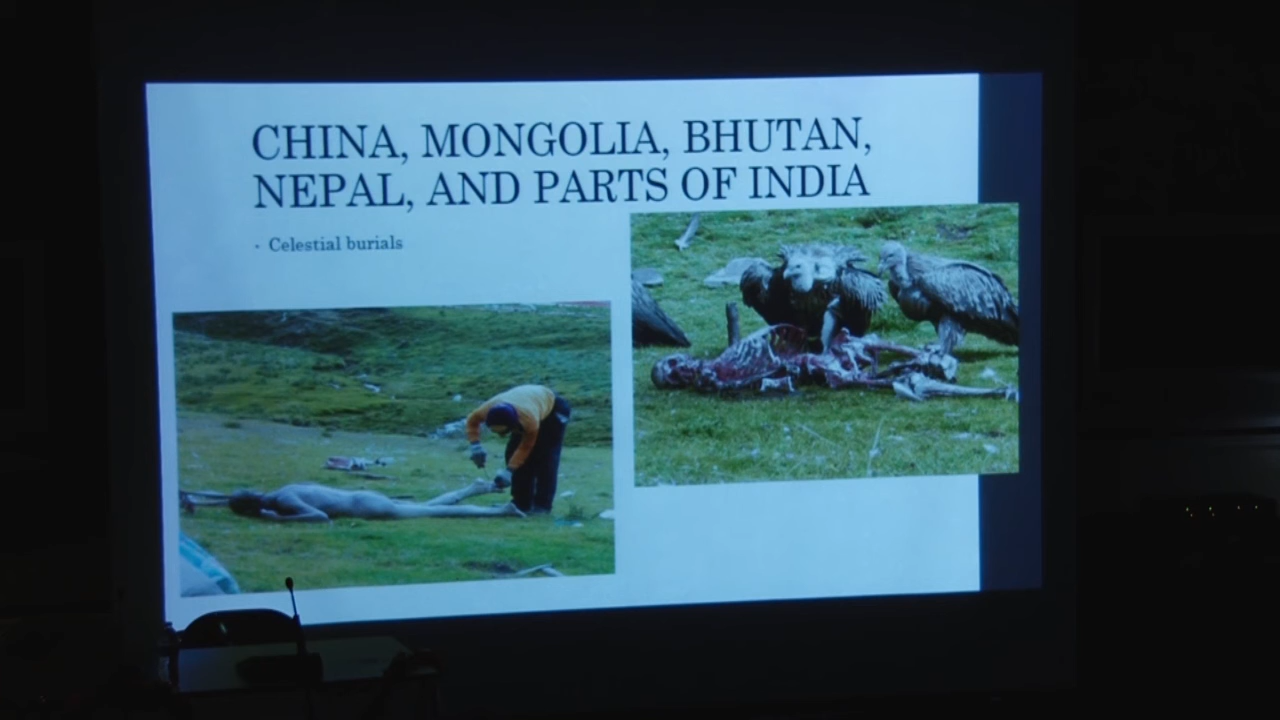 CHINA, MONGOLIA, BHUTAN,
NEPAL, AND PARTS OF INDIA
- Celestial burials